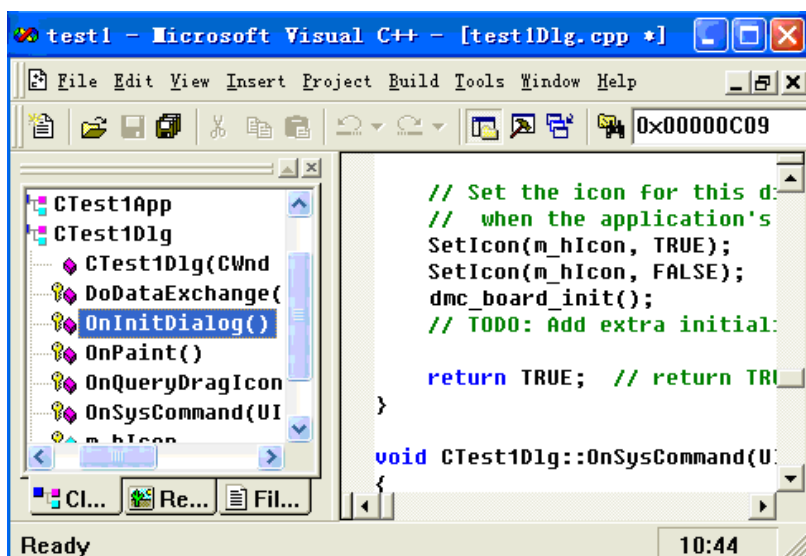 test1 - Microsoft Visual C++ - [test1Dlg.cpp *]
File Edit View Insert Project Build Tools Window Help
0x00000C09
CTest1App
CTest1Dlg
CTest1Dlg(CWnd
DoDataExchange(
OnInitDialog()
OnPaint()
OnQueryDragIcon
OnSysCommand(UI
m_hIcon
Cl...
Re...
Fil...
// Set the icon for this d
//  when the application's
SetIcon(m_hIcon, TRUE);
SetIcon(m_hIcon, FALSE);
dmc_board_init();
// TODO: Add extra initial
return TRUE;  // return TRU
}
void CTest1Dlg::OnSysCommand(U
{
Ready
10:44